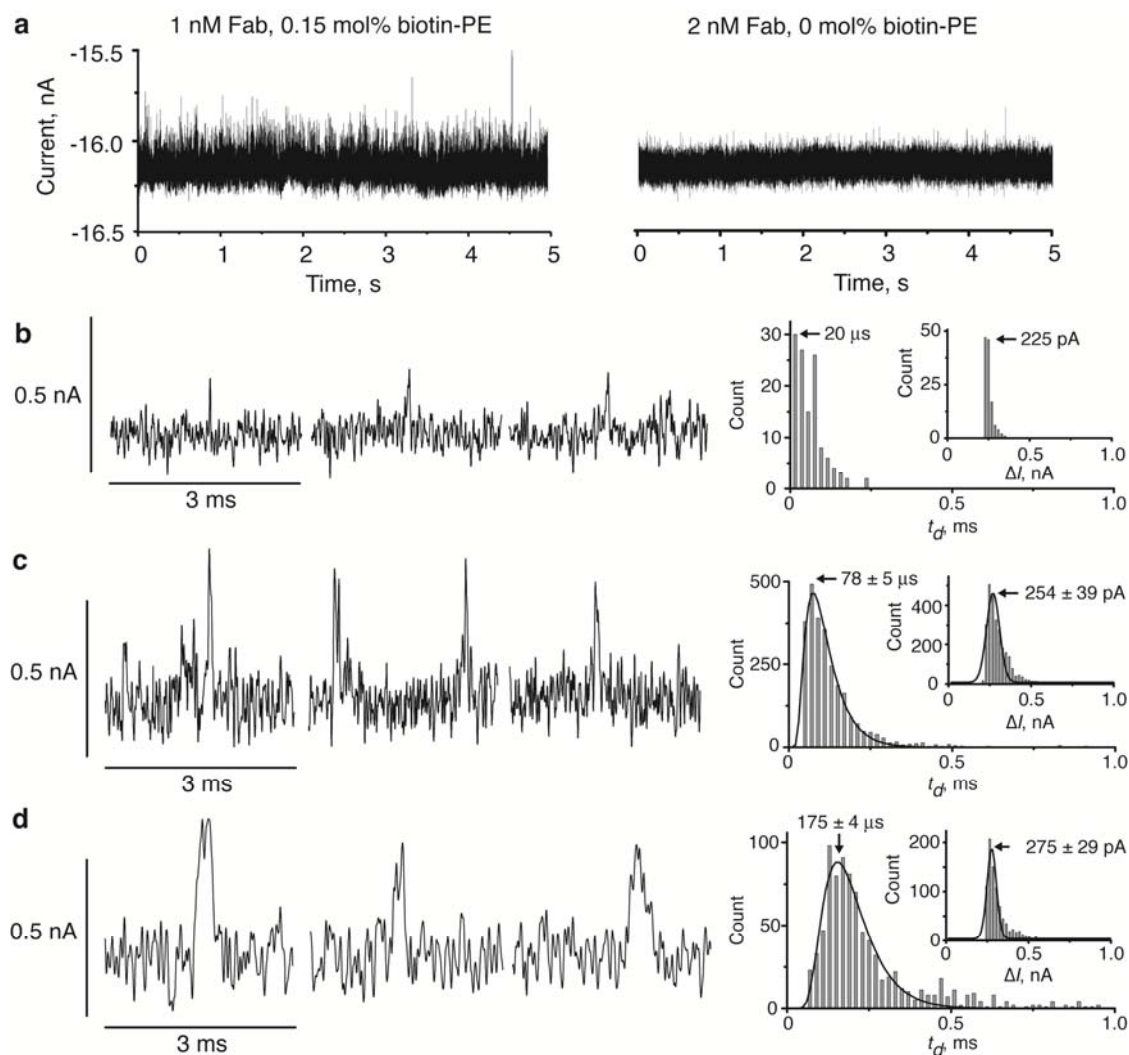 a
1 nM Fab, 0.15 mol% biotin-PE
2 nM Fab, 0 mol% biotin-PE
Current, nA
-15.5
-16.0
-16.5
0 1 2 3 4 5
Time, s
0 1 2 3 4 5
Time, s
b
0.5 nA
3 ms
Count
30
20
10
0
20 μs
0 0.5 1.0
t_d, ms
Count
50
25
0
225 pA
0 0.5 1.0
ΔI, nA
c
0.5 nA
3 ms
Count
500
250
0
78 ± 5 μs
0 0.5 1.0
t_d, ms
Count
400
200
0
254 ± 39 pA
0 0.5 1.0
ΔI, nA
d
0.5 nA
3 ms
Count
100
50
0
175 ± 4 μs
0 0.5 1.0
t_d, ms
Count
200
100
0
275 ± 29 pA
0 0.5 1.0
ΔI, nA